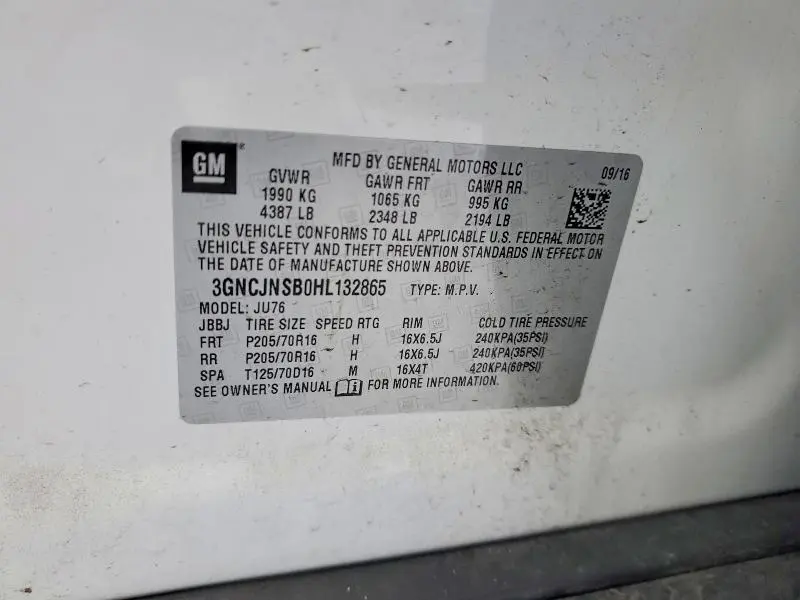 GM® MFD BY GENERAL MOTORS LLC 09/16
GVWR GAWR FRT GAWR RR
1990 KG 1065 KG 995 KG
4387 LB 2348 LB 2194 LB
THIS VEHICLE CONFORMS TO ALL APPLICABLE U.S. FEDERAL MOTOR
VEHICLE SAFETY AND THEFT PREVENTION STANDARDS IN EFFECT ON
THE DATE OF MANUFACTURE SHOWN ABOVE.
3GNCJNSB0HL132865 TYPE: M.P.V.
MODEL: JU76
JBBJ TIRE SIZE SPEED RTG RIM COLD TIRE PRESSURE
FRT P205/70R16 H 16X6.5J 240KPA(35PSI)
RR P205/70R16 H 16X6.5J 240KPA(35PSI)
SPA T125/70D16 M 16X4T 420KPA(60PSI)
SEE OWNER'S MANUAL FOR MORE INFORMATION.